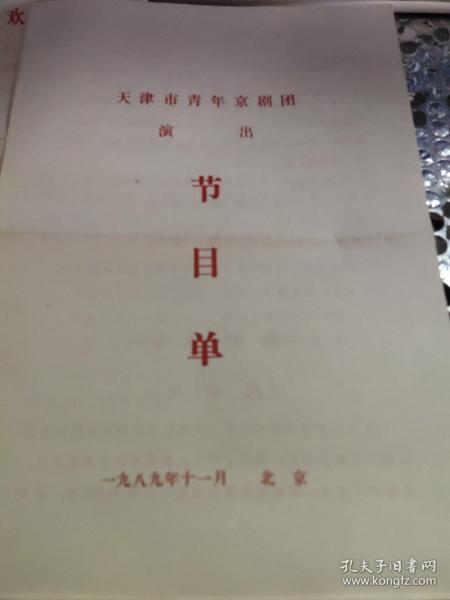 欢
天津市青年京剧团
演出
节
目
单
一九八九年十一月 北京
孔夫子旧书网
www.kongfz.com